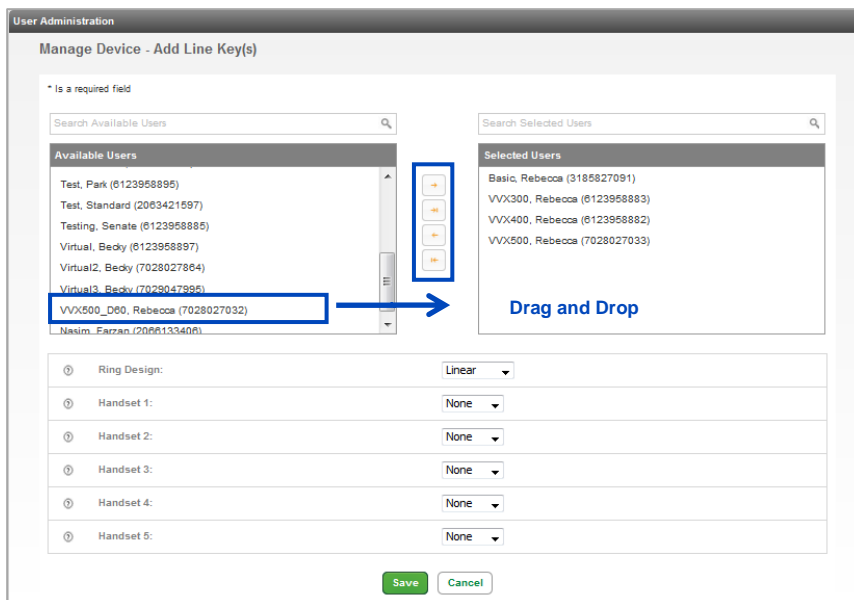 User Administration
Manage Device - Add Line Key(s)
* Is a required field
Search Available Users
Search Selected Users
Available Users
Test, Park (6123958895)
Test, Standard (2063421597)
Testing, Senate (6123958885)
Virtual, Becky (6123958897)
Virtual2, Becky (7028027864)
Virtual3, Becky (7029047995)
VVX500_D60, Rebecca (7028027032)
Nasim, Farzan (2066133406)
Selected Users
Basic, Rebecca (3185827091)
VVX300, Rebecca (6123958883)
VVX400, Rebecca (6123958882)
VVX500, Rebecca (7028027033)
Drag and Drop
Ring Design: Linear
Handset 1: None
Handset 2: None
Handset 3: None
Handset 4: None
Handset 5: None
Save Cancel